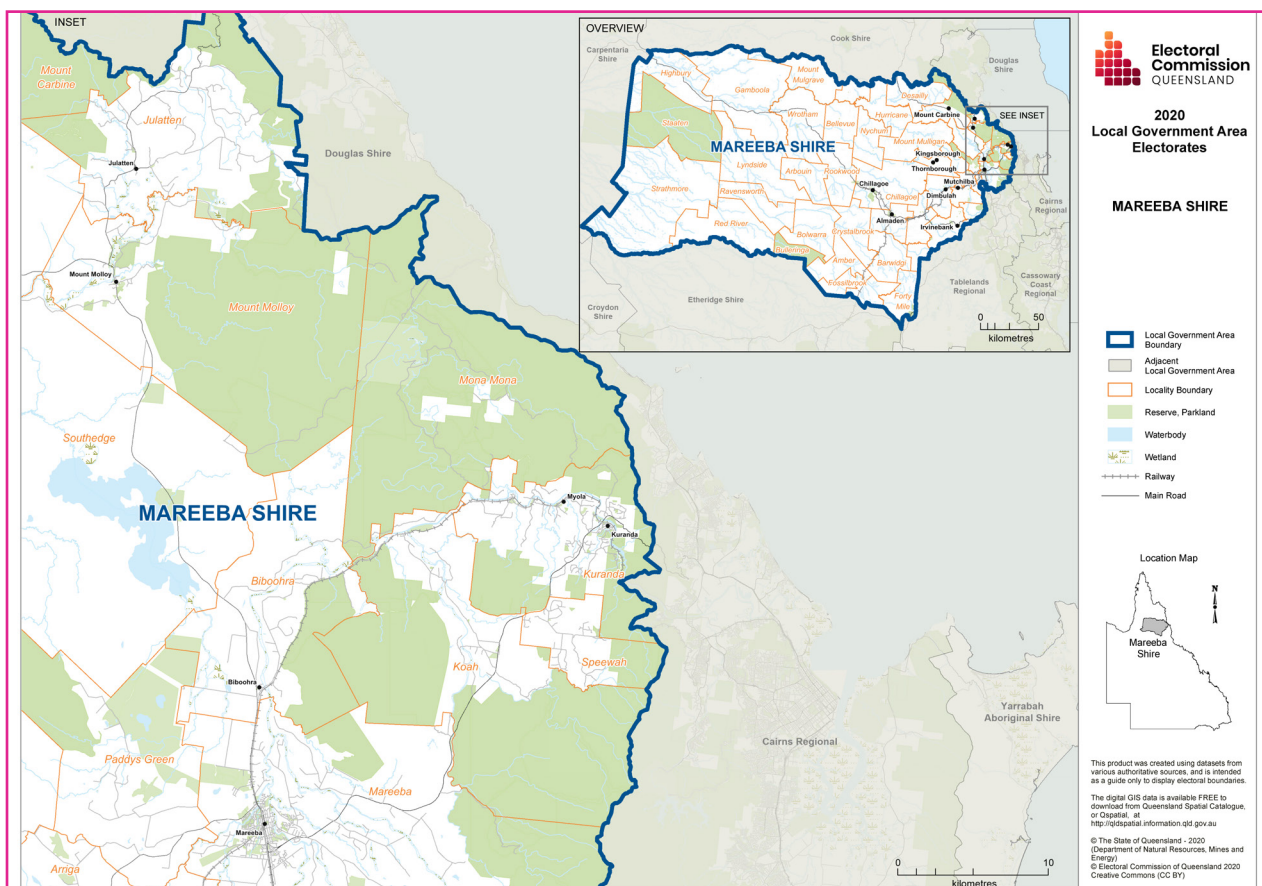 INSET
Mount
Carbine
Julatten
Julatten
Douglas Shire
Mount Molloy
Mount Molloy
Mona Mona
Southedge
MAREEBA SHIRE
Myola
Kuranda
Kuranda
Biboohra
Koah
Speewah
Biboohra
Paddys Green
Mareeba
Mareeba
Arriga
Cairns Regional
Yarrabah
Aboriginal Shire
0 10
kilometres
OVERVIEW
Carpentaria
Shire
Cook Shire
Douglas
Shire
Highbury
Mount
Mulgrave
Gamboola
Desailly
SEE INSET
Staaten
Wrotham
Bellevue
Hurricane
Mount Carbine
Nychum
MAREEBA SHIRE
Mount Mulligan
Kingsborough
Thornborough
Lyndside
Arbouin
Rookwood
Strathmore
Ravensworth
Chillagoe
Chillagoe
Mutchilba
Dimbulah
Almaden
Irvinebank
Cairns
Regional
Red River
Bolwarra
Crystalbrook
Bulleringa
Amber
Barwidgi
Fossilbrook
Forty
Mile
Tablelands
Regional
Cassowary
Coast
Regional
Croydon
Shire
Etheridge Shire
0 50
kilometres
Electoral
Commission
QUEENSLAND
2020
Local Government Area
Electorates
MAREEBA SHIRE
Local Government Area
Boundary
Adjacent
Local Government Area
Locality Boundary
Reserve, Parkland
Waterbody
Wetland
Railway
Main Road
Location Map
N
Mareeba
Shire
This product was created using datasets from
various authoritative sources, and is intended
as a guide only to display electoral boundaries.
The digital GIS data is available FREE to
download from Queensland Spatial Catalogue,
or Qspatial, at
http://qldspatial.information.qld.gov.au
© The State of Queensland - 2020
(Department of Natural Resources, Mines and
Energy)
© Electoral Commission of Queensland 2020
Creative Commons (CC BY)